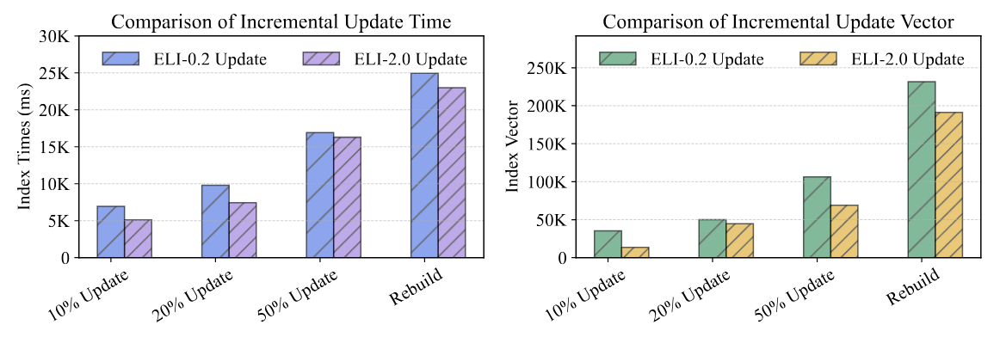 Comparison of Incremental Update Time
30K
25K
20K
15K
10K
5K
0
Index Times (ms)
ELI-0.2 Update
ELI-2.0 Update
10% Update
20% Update
50% Update
Rebuild
Comparison of Incremental Update Vector
250K
200K
150K
100K
50K
0
Index Vector
ELI-0.2 Update
ELI-2.0 Update
10% Update
20% Update
50% Update
Rebuild